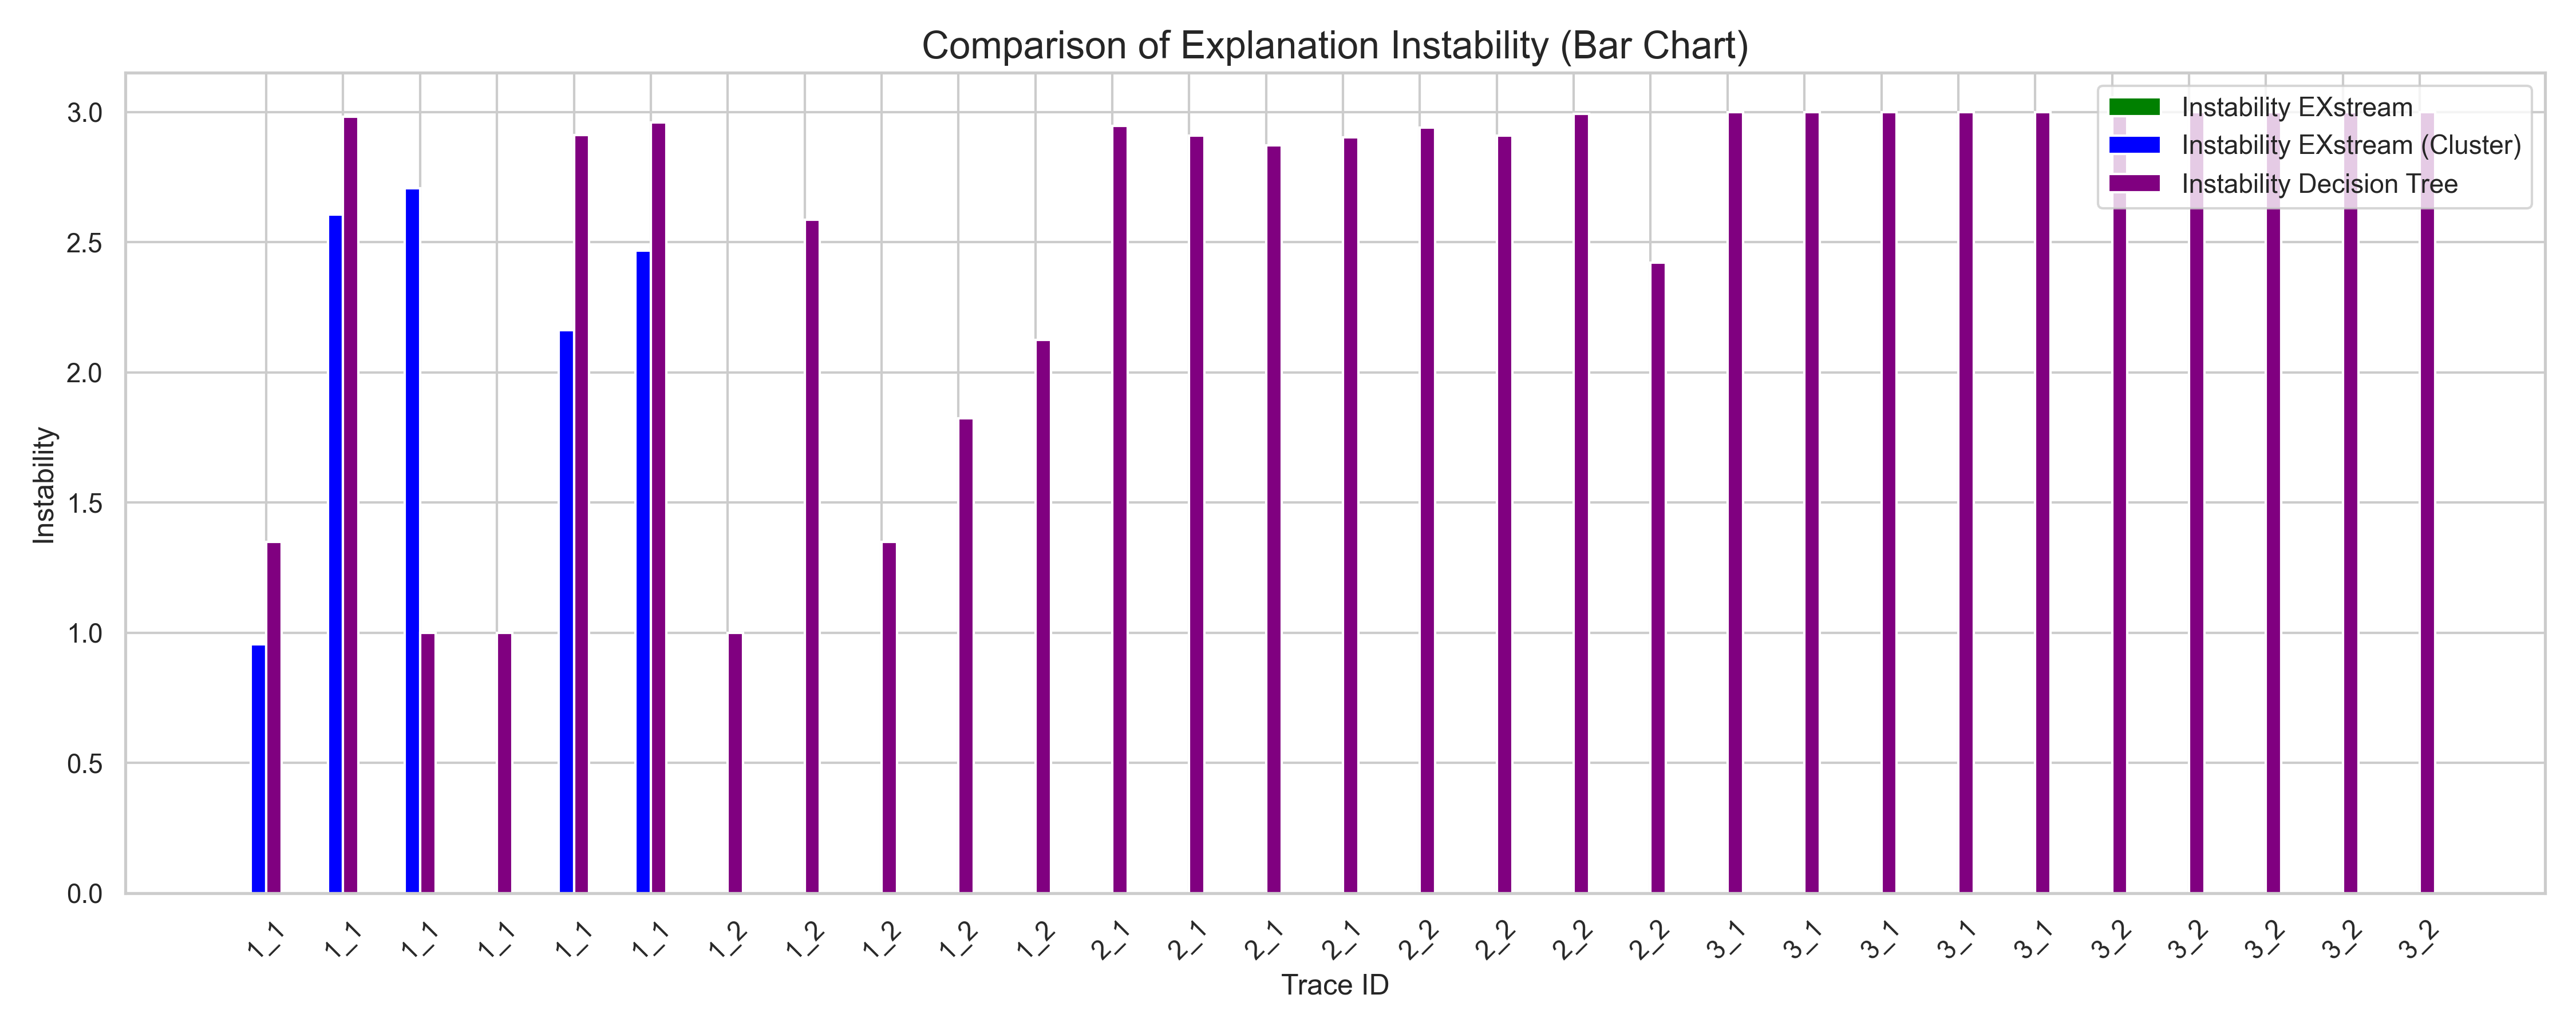 Comparison of Explanation Instability (Bar Chart)
Instability EXstream
Instability EXstream (Cluster)
Instability Decision Tree
3.0
2.5
2.0
1.5
1.0
0.5
0.0
Instability
1_1 1_1 1_1 1_1 1_1 1_1 1_2 1_2 1_2 1_2 1_2 2_1 2_1 2_1 2_1 2_2 2_2 2_2 2_2 3_1 3_1 3_1 3_1 3_1 3_2 3_2 3_2 3_2 3_2
Trace ID